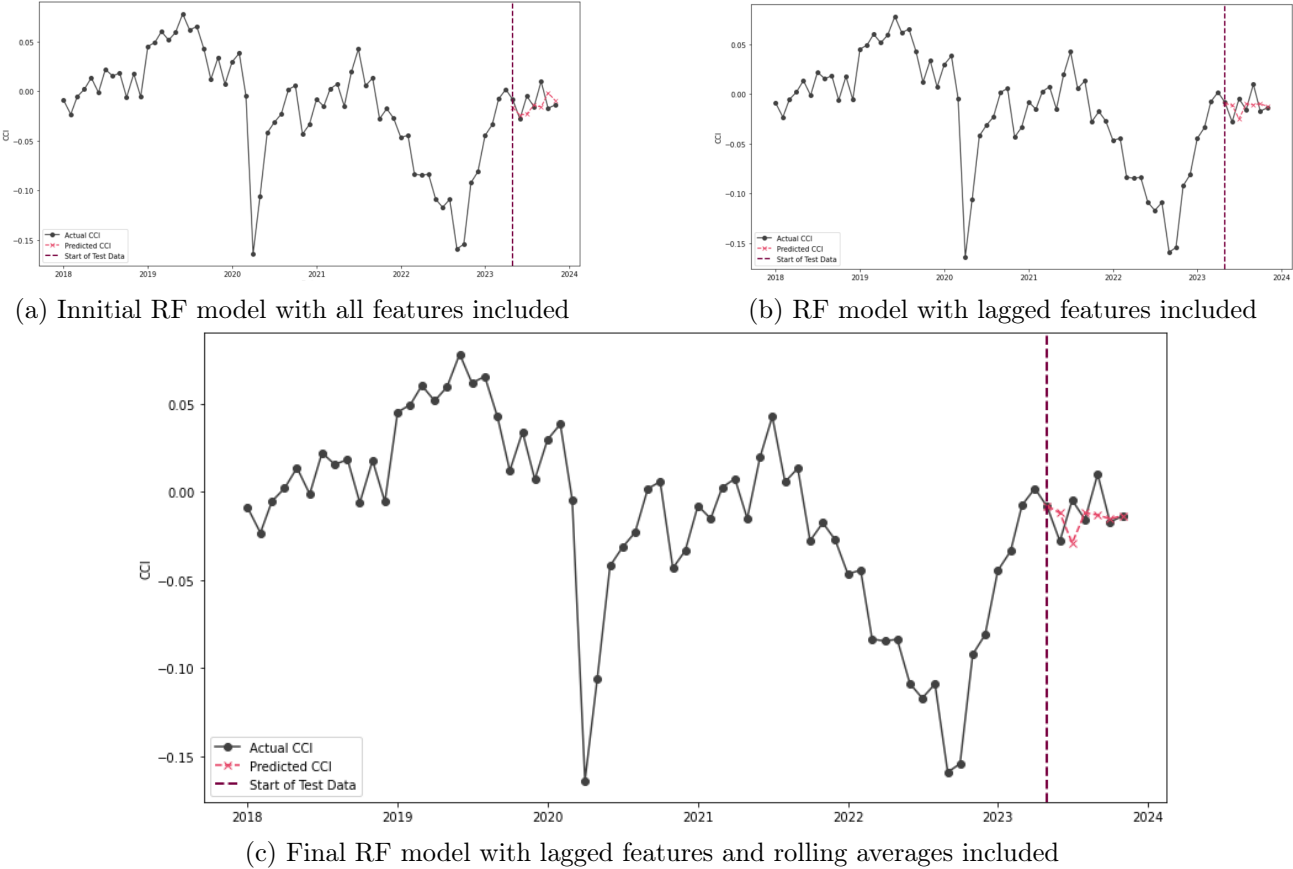 0.05
0.00
−0.05
−0.10
−0.15
CCI
Actual CCI
Predicted CCI
Start of Test Data
2018 2019 2020 2021 2022 2023 2024
(a) Innitial RF model with all features included
0.05
0.00
−0.05
−0.10
−0.15
CCI
Actual CCI
Predicted CCI
Start of Test Data
2018 2019 2020 2021 2022 2023 2024
(b) RF model with lagged features included
0.05
0.00
−0.05
−0.10
−0.15
CCI
Actual CCI
Predicted CCI
Start of Test Data
2018 2019 2020 2021 2022 2023 2024
(c) Final RF model with lagged features and rolling averages included